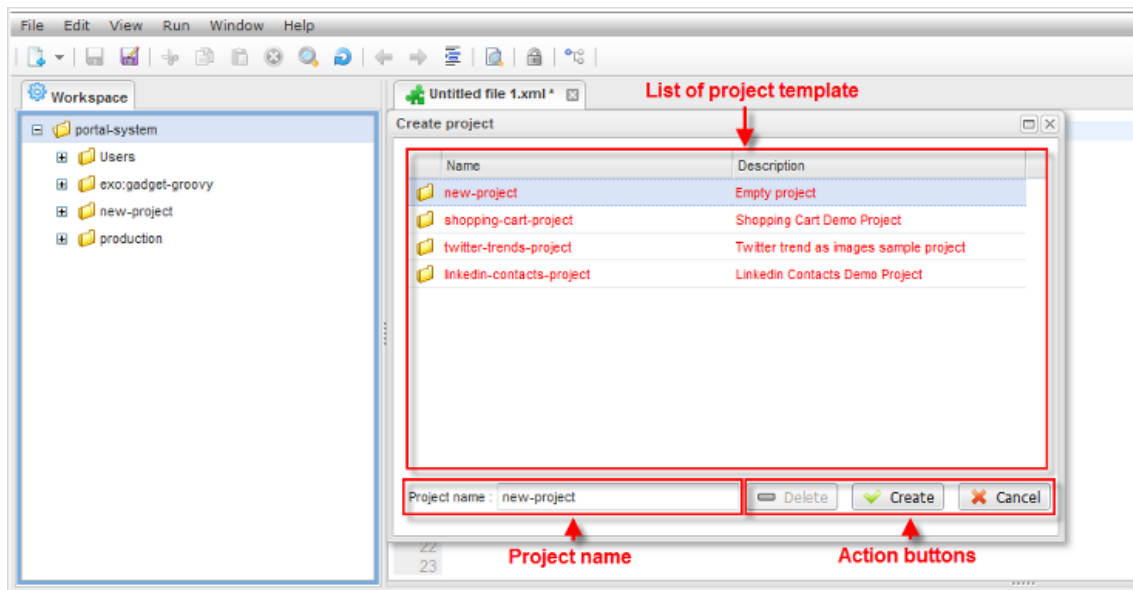 File Edit View Run Window Help
Workspace
Untitled file 1.xml *
List of project template
portal-system
Users
exo:gadget-groovy
new-project
production
Create project
Name Description
new-project Empty project
shopping-cart-project Shopping Cart Demo Project
twitter-trends-project Twitter trend as images sample project
linkedin-contacts-project Linkedin Contacts Demo Project
Project name : new-project Delete Create Cancel
Project name Action buttons
22
23